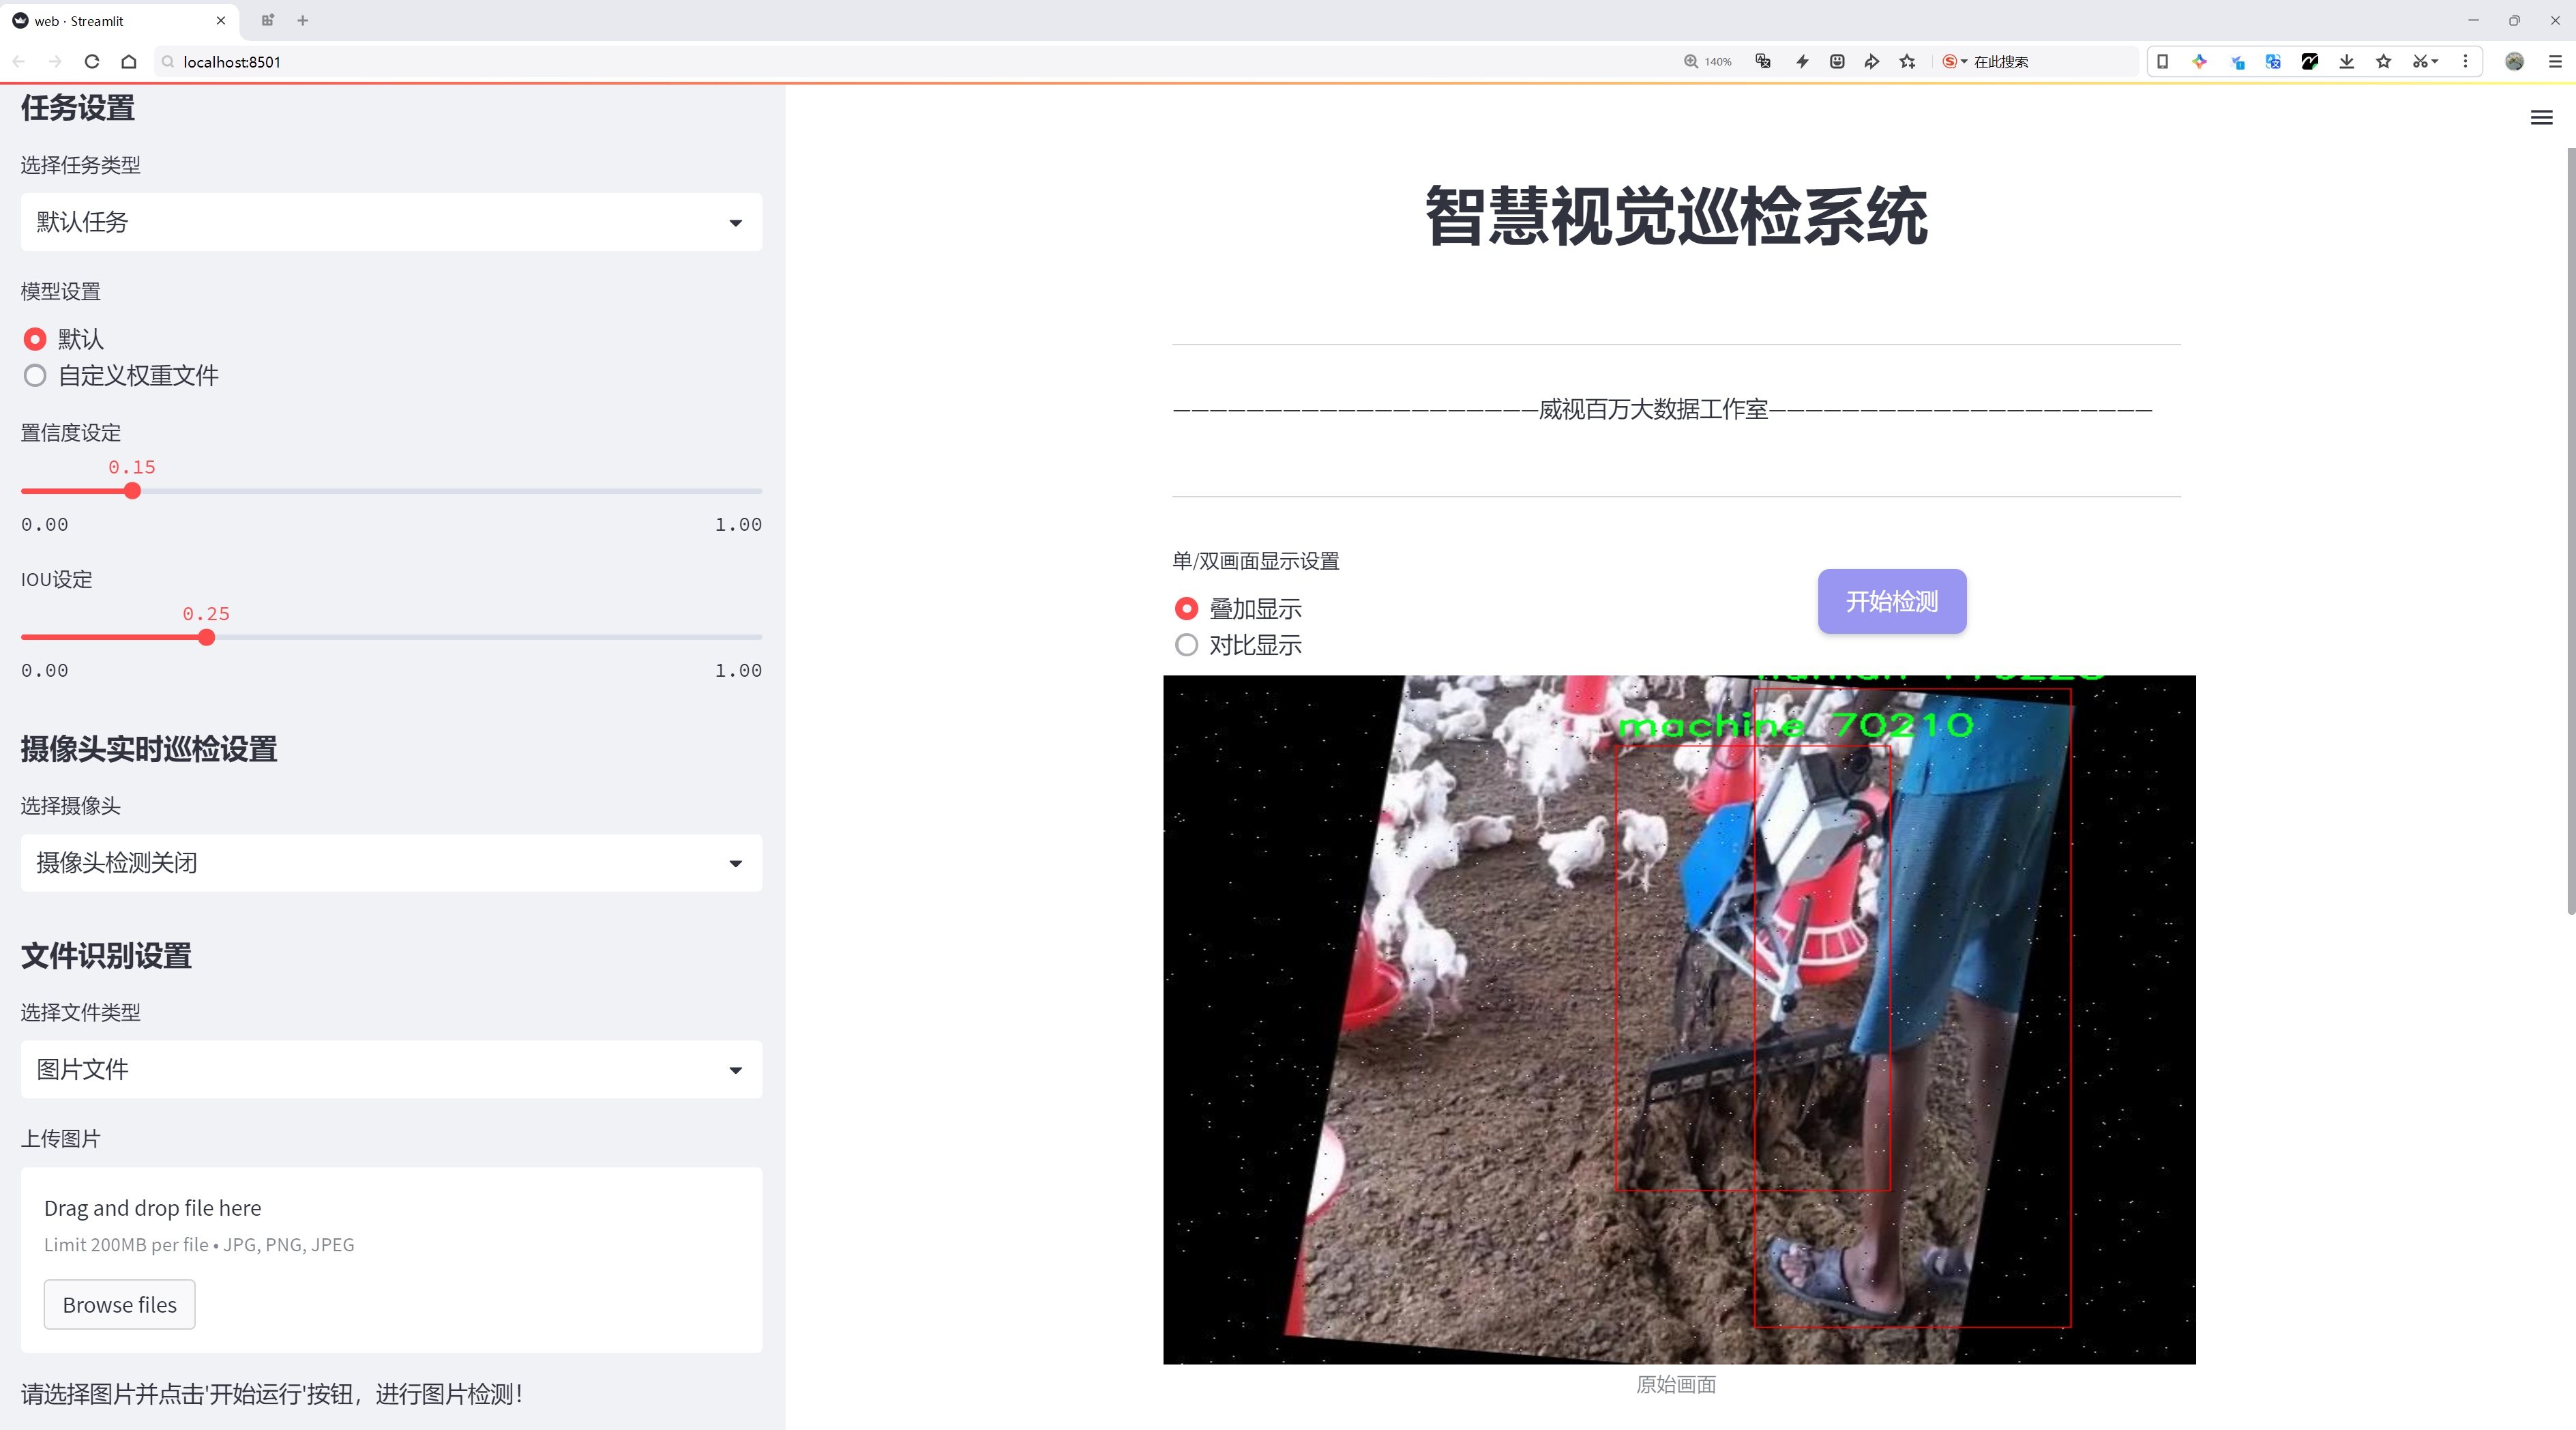 web · Streamlit
localhost:8501
140%
在此搜索
任务设置
选择任务类型
默认任务
模型设置
默认
自定义权重文件
置信度设定
0.15
0.00
1.00
IOU设定
0.25
0.00
1.00
摄像头实时巡检设置
选择摄像头
摄像头检测关闭
文件识别设置
选择文件类型
图片文件
上传图片
Drag and drop file here
Limit 200MB per file • JPG, PNG, JPEG
Browse files
请选择图片并点击'开始运行'按钮，进行图片检测！
智慧视觉巡检系统
————————————————————威视百万大数据工作室—————————————————————
单/双画面显示设置
叠加显示
对比显示
开始检测
machine 70210
原始画面